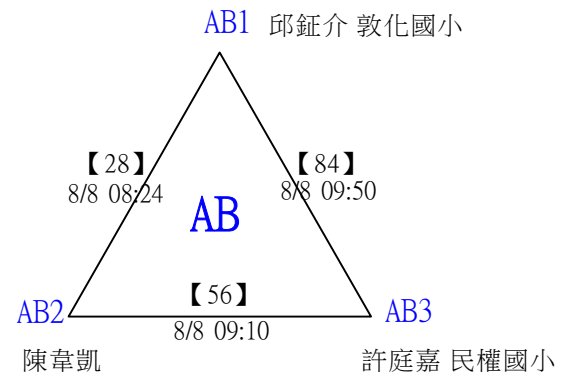 AB1 邱鉦介 敦化國小
【28】 【84】
8/8 08:24 8/8 09:50
AB
【56】
AB2 AB3
8/8 09:10
陳韋凱 許庭嘉 民權國小